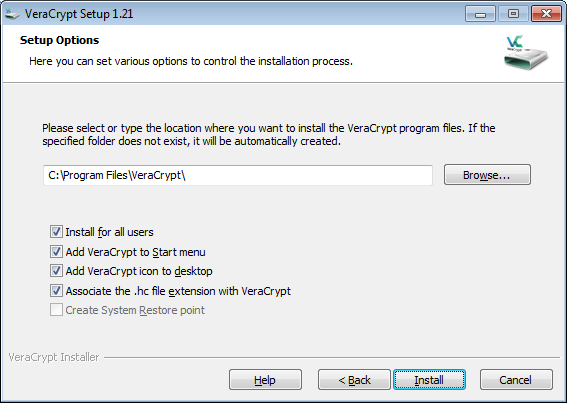 VeraCrypt Setup 1.21
Setup Options
Here you can set various options to control the installation process.
VC
Please select or type the location where you want to install the VeraCrypt program files. If the
specified folder does not exist, it will be automatically created.
C:\Program Files\VeraCrypt\
Browse...
Install for all users
Add VeraCrypt to Start menu
Add VeraCrypt icon to desktop
Associate the .hc file extension with VeraCrypt
Create System Restore point
VeraCrypt Installer
Help
< Back
Install
Cancel